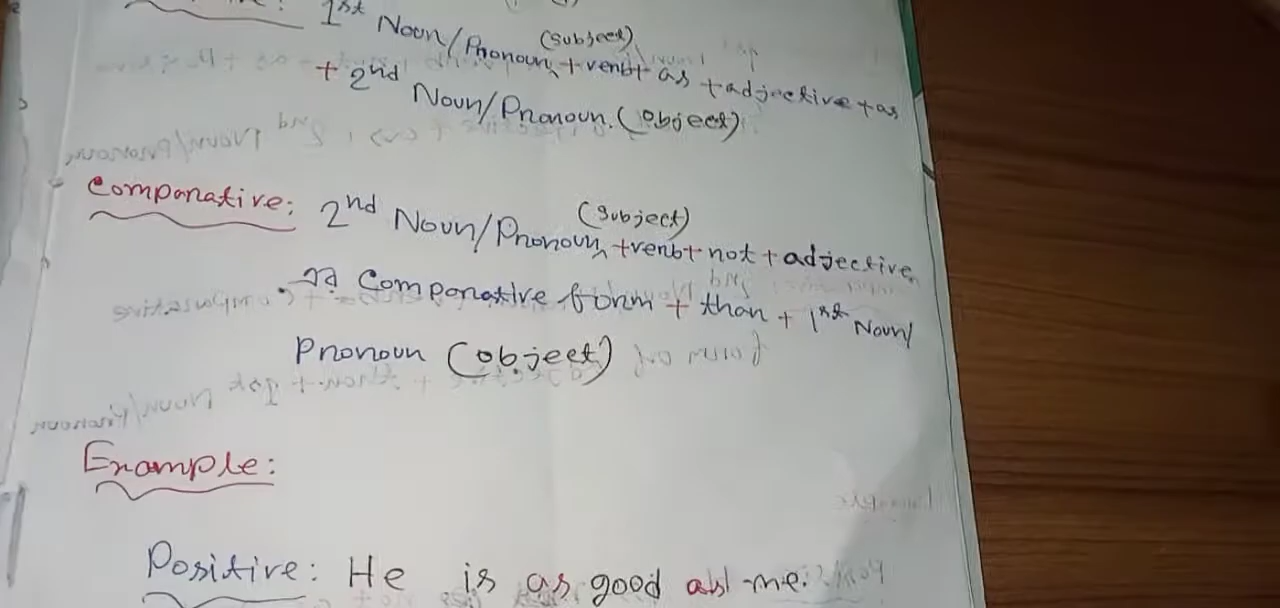 1st Noun/Pronoun (subject) + verb + as + adjective + as
+ 2nd Noun/Pronoun. (object)
Comparative: 2nd Noun/Pronoun (subject) + verb + not + adjective
এর Comparative form + than + 1st Noun/
Pronoun (object)
Example:
Positive: He is as good as me.